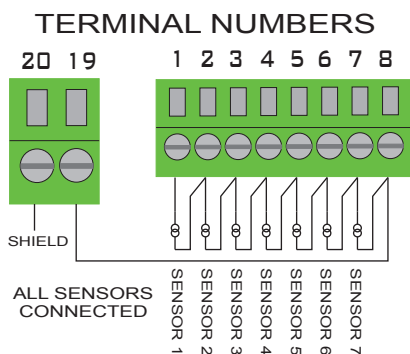 TERMINAL NUMBERS
20 19 1 2 3 4 5 6 7 8
SHIELD
ALL SENSORS
CONNECTED
SENSOR 1
SENSOR 2
SENSOR 3
SENSOR 4
SENSOR 5
SENSOR 6
SENSOR 7